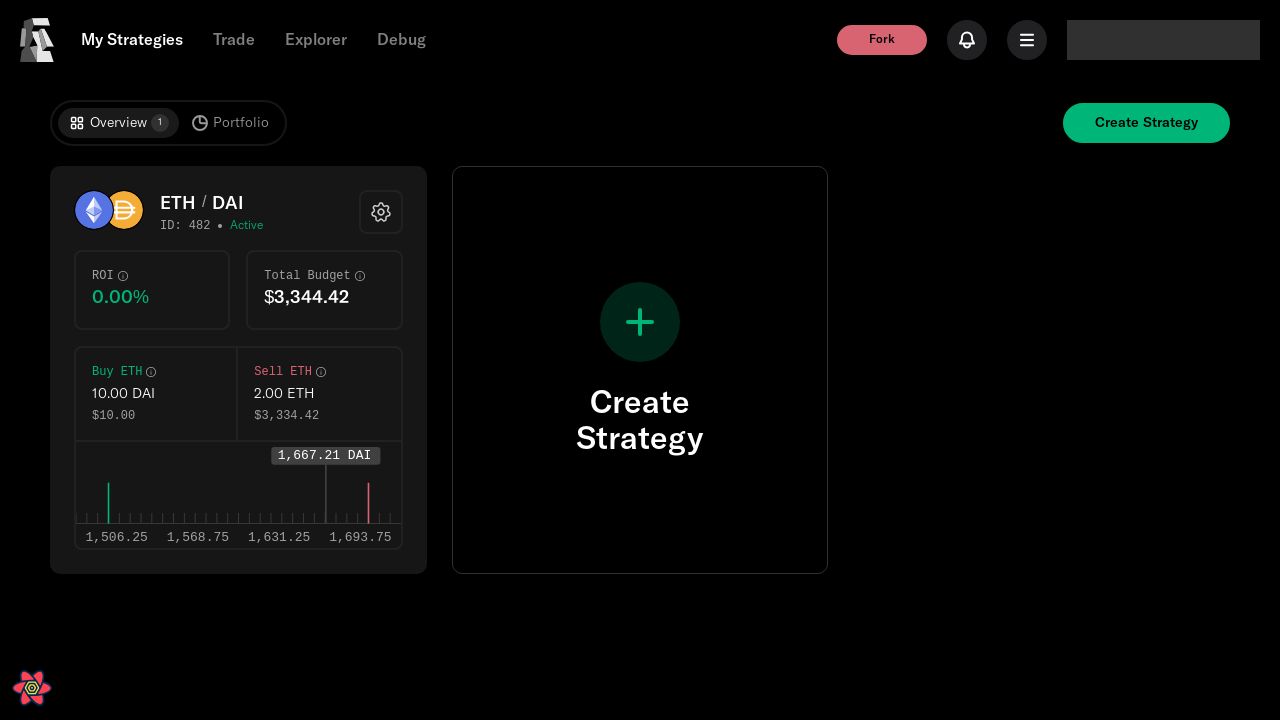 My Strategies
Trade
Explorer
Debug
Fork
Overview 1
Portfolio
Create Strategy
ETH / DAI
ID: 482 • Active
ROI
0.00%
Total Budget
$3,344.42
Buy ETH
10.00 DAI
$10.00
Sell ETH
2.00 ETH
$3,334.42
1,667.21 DAI
1,506.25 1,568.75 1,631.25 1,693.75
Create
Strategy